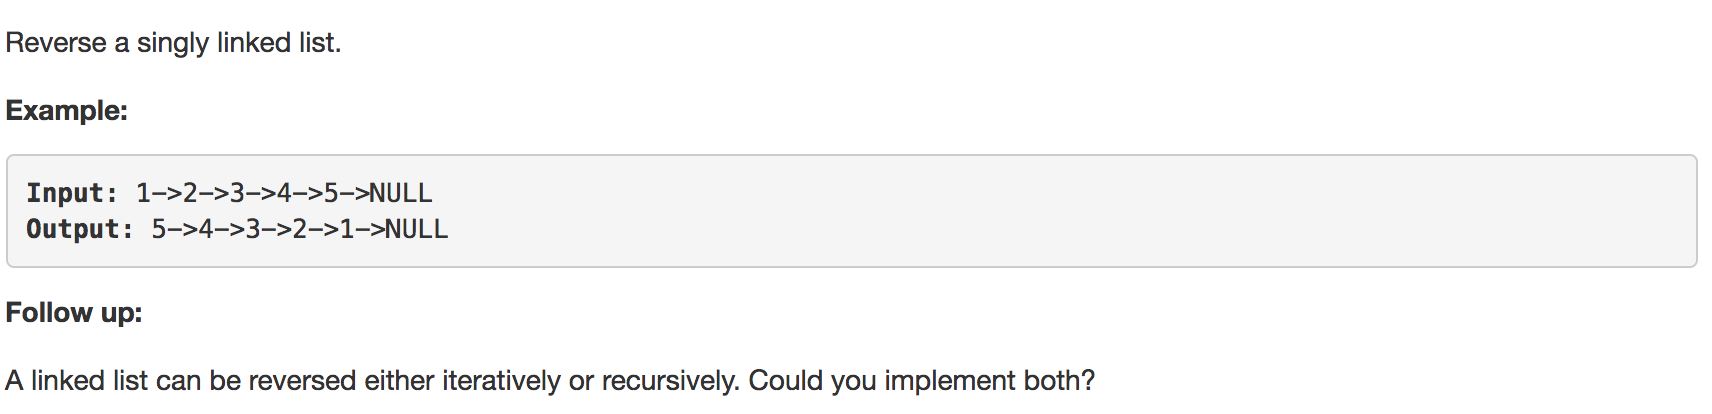 Reverse a singly linked list.
Example:
Input: 1->2->3->4->5->NULL
Output: 5->4->3->2->1->NULL
Follow up:
A linked list can be reversed either iteratively or recursively. Could you implement both?